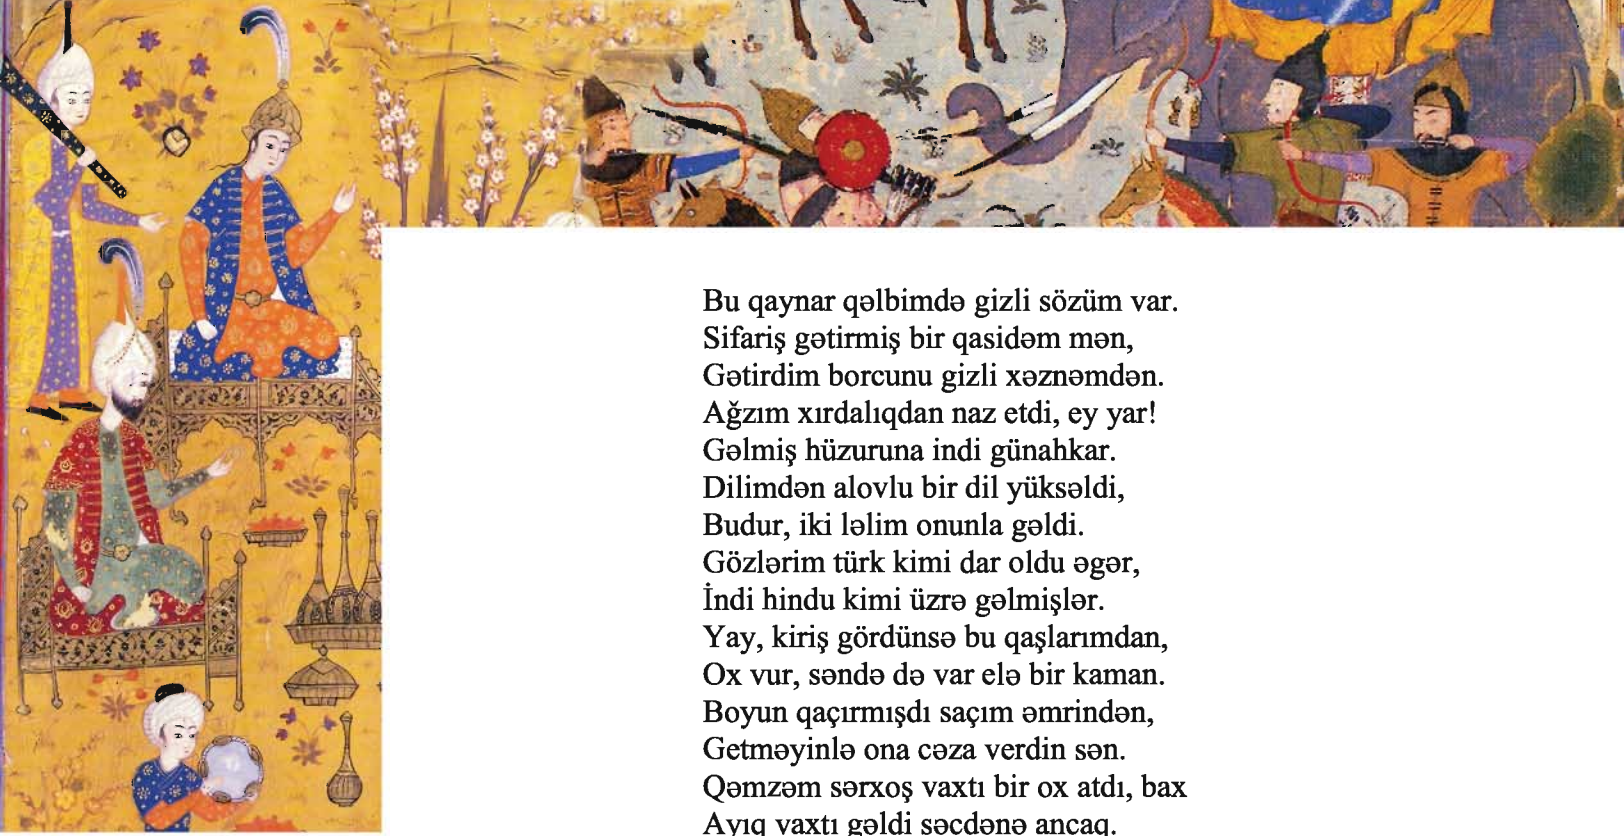 Bu qaynar qəlbimdə gizli sözüm var.
Sifariş gətirmiş bir qasidəm mən,
Gətirdim borcunu gizli xəznəmdən.
Ağzım xırdalıqdan naz etdi, ey yar!
Gəlmiş hüzuruna indi günahkar.
Dilimdən alovlu bir dil yüksəldi,
Budur, iki ləlim onunla gəldi.
Gözlərim türk kimi dar oldu əgər,
İndi hindu kimi üzrə gəlmişlər.
Yay, kiriş gördünsə bu qaşlarımdan,
Ox vur, səndə də var elə bir kaman.
Boyun qaçırmışdı saçım əmrindən,
Getməyinlə ona cəza verdin sən.
Qəmzəm sərxoş vaxtı bir ox atdı, bax
Ayıq vaxtı gəldi səcdənə ancaq.